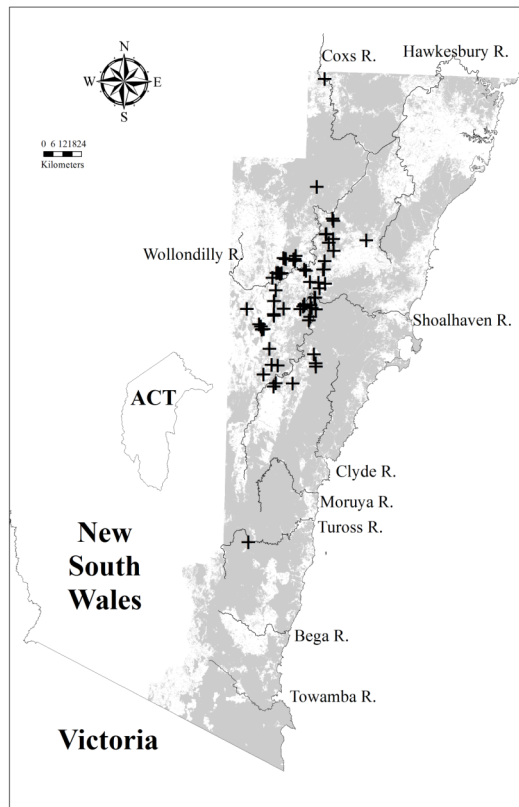 Coxs R.
Hawkesbury R.
N
W E
S
0 6 121824
Kilometers
Wollondilly R.
Shoalhaven R.
ACT
Clyde R.
Moruya R.
Tuross R.
New
South
Wales
Bega R.
Towamba R.
Victoria